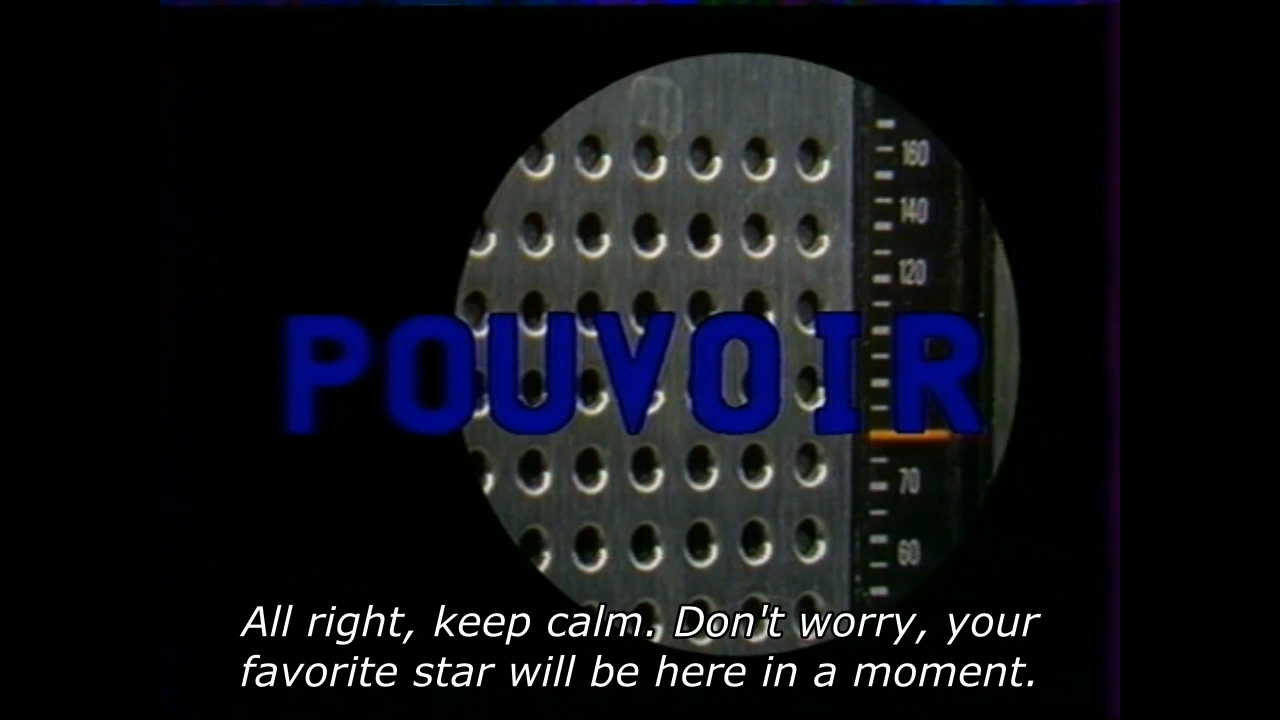 160
140
120
POUVOIR
70
60
All right, keep calm. Don't worry, your
favorite star will be here in a moment.